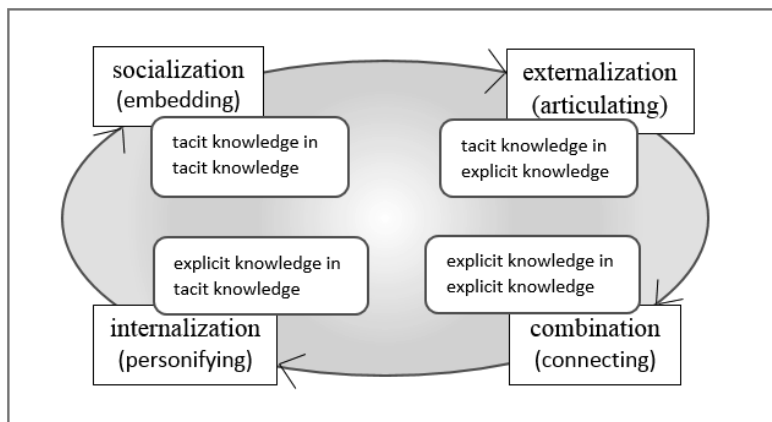 socialization
(embedding)
tacit knowledge in
tacit knowledge
externalization
(articulating)
tacit knowledge in
explicit knowledge
explicit knowledge in
tacit knowledge
internalization
(personifying)
explicit knowledge in
explicit knowledge
combination
(connecting)